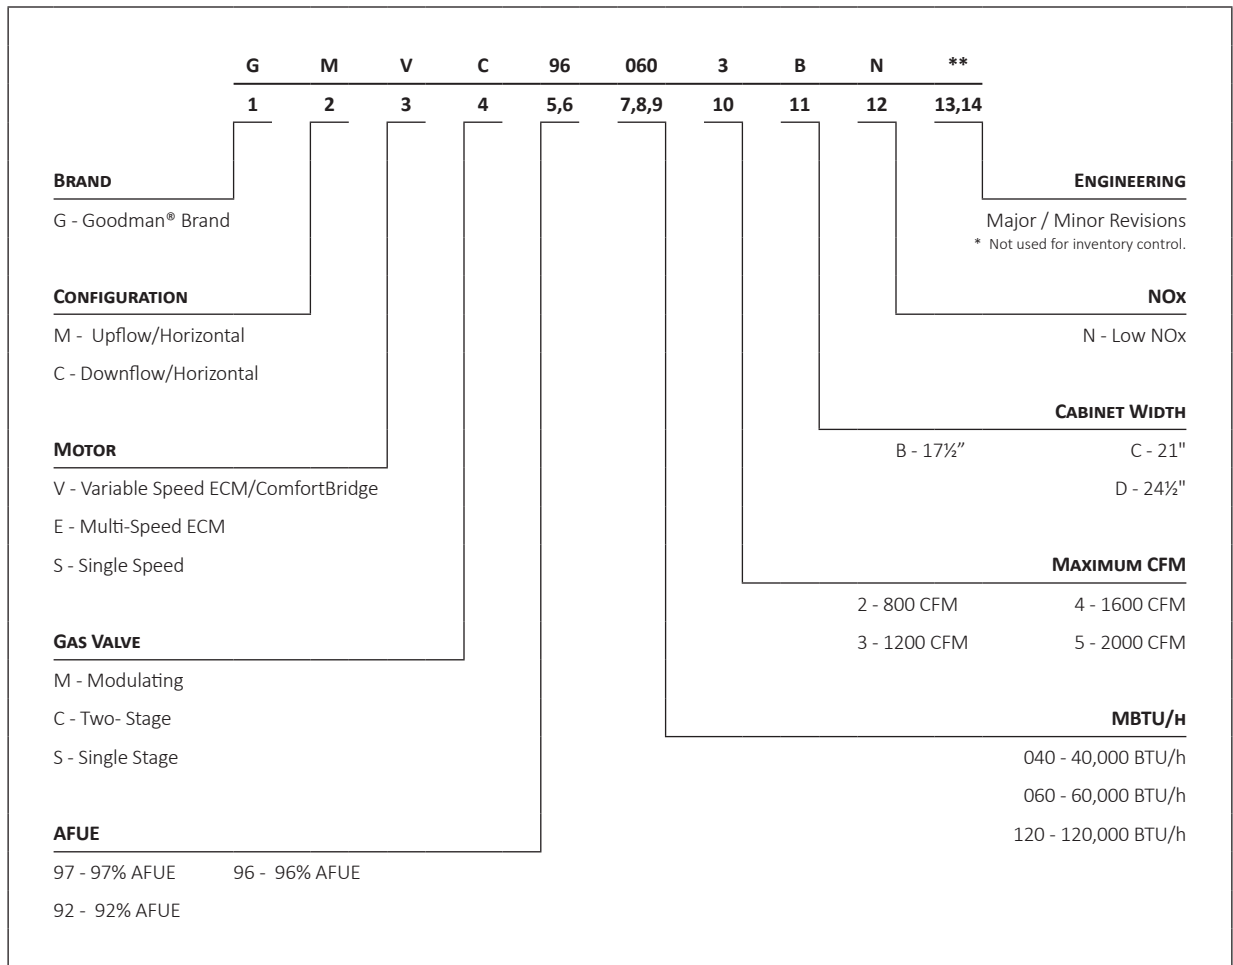 G M V C 96 060 3 B N **
1 2 3 4 5,6 7,8,9 10 11 12 13,14
BRAND
G - Goodman® Brand
ENGINEERING
Major / Minor Revisions
* Not used for inventory control.
CONFIGURATION
M - Upflow/Horizontal
C - Downflow/Horizontal
NOX
N - Low NOx
CABINET WIDTH
B - 17½” C - 21"
D - 24½"
MOTOR
V - Variable Speed ECM/ComfortBridge
E - Multi-Speed ECM
S - Single Speed
MAXIMUM CFM
2 - 800 CFM 4 - 1600 CFM
3 - 1200 CFM 5 - 2000 CFM
GAS VALVE
M - Modulating
C - Two- Stage
S - Single Stage
MBTU/H
040 - 40,000 BTU/h
060 - 60,000 BTU/h
120 - 120,000 BTU/h
AFUE
97 - 97% AFUE 96 - 96% AFUE
92 - 92% AFUE